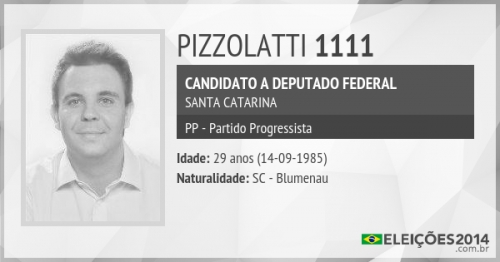 PIZZOLATTI 1111
CANDIDATO A DEPUTADO FEDERAL
SANTA CATARINA
PP - Partido Progressista
Idade: 29 anos (14-09-1985)
Naturalidade: SC - Blumenau
ELEIÇÕES2014
.com.br